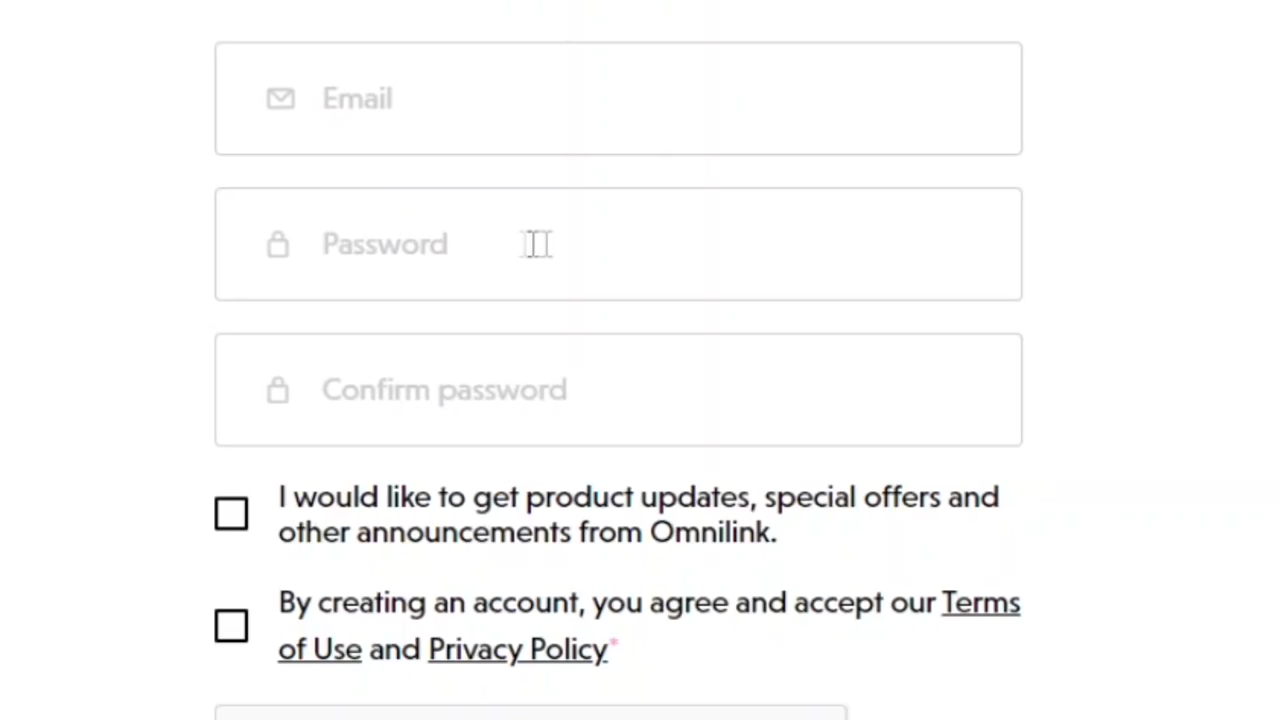 Email
Password
Confirm password
I would like to get product updates, special offers and
other announcements from Omnilink.
By creating an account, you agree and accept our Terms
of Use and Privacy Policy*